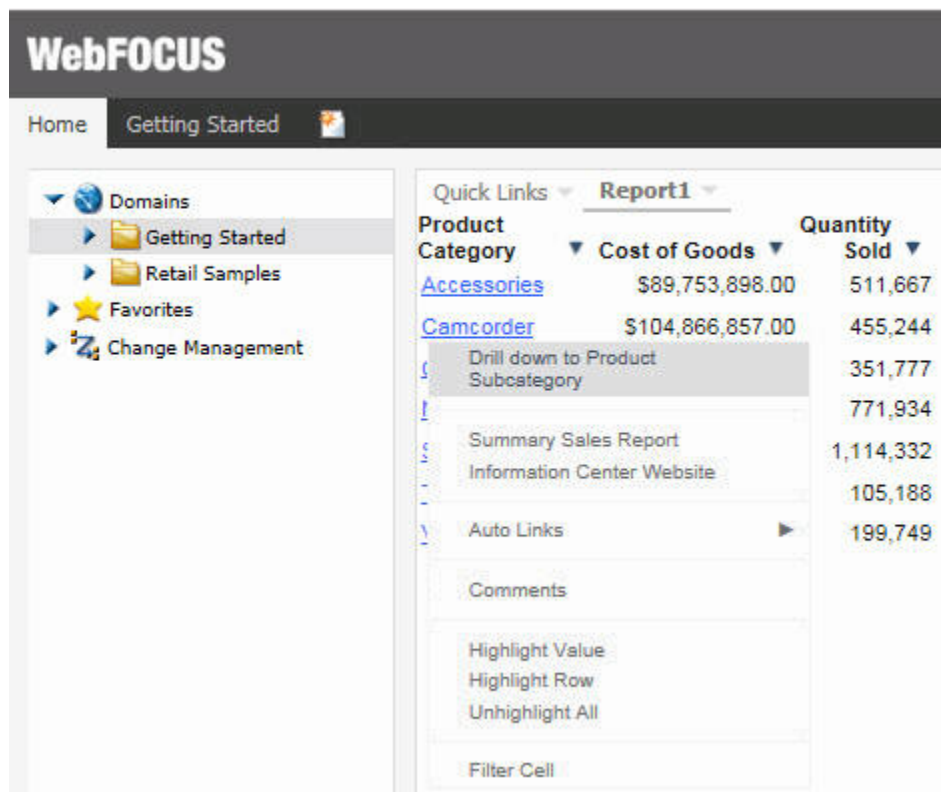 WebFOCUS
Home Getting Started
Domains
Getting Started
Retail Samples
Favorites
Change Management
Quick Links Report1
Product Category Cost of Goods Quantity Sold
Accessories $89,753,898.00 511,667
Camcorder $104,866,857.00 455,244
351,777
771,934
1,114,332
105,188
199,749
Drill down to Product
Subcategory
Summary Sales Report
Information Center Website
Auto Links
Comments
Highlight Value
Highlight Row
Unhighlight All
Filter Cell